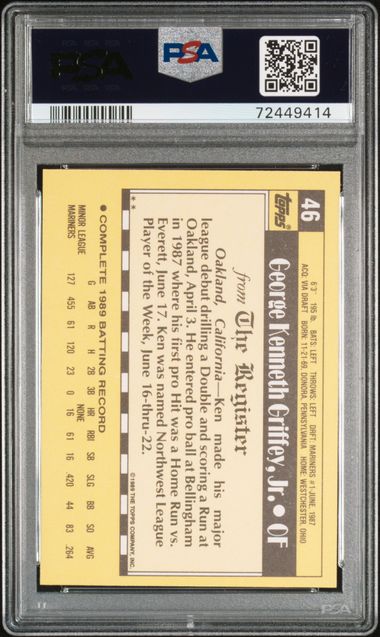 PSA
PSA
72449414
46
Topps
George Kenneth Griffey, Jr. • OF
6'3" 195 lb. BATS: LEFT THROWS: LEFT DRFT: MARINERS #1-JUNE, 1987
ACQ: VIA DRAFT BORN: 11-21-69, DONORA, PENNSYLVANIA HOME: WESTCHESTER, OHIO
from The Register
Oakland, California—Ken made his major
league debut drilling a Double and scoring a Run at
Oakland, April 3. He entered pro ball at Bellingham
in 1987 where his first pro Hit was a Home Run vs.
Everett, June 17. Ken was named Northwest League
Player of the Week, June 16-thru-22.
**
©1989 THE TOPPS COMPANY, INC.
• COMPLETE 1989 BATTING RECORD
G AB R H 2B 3B HR RBI SB SLG BB SO AVG
MINOR LEAGUE NONE
MARINERS 127 455 61 120 23 0 16 61 16 .420 44 83 .264